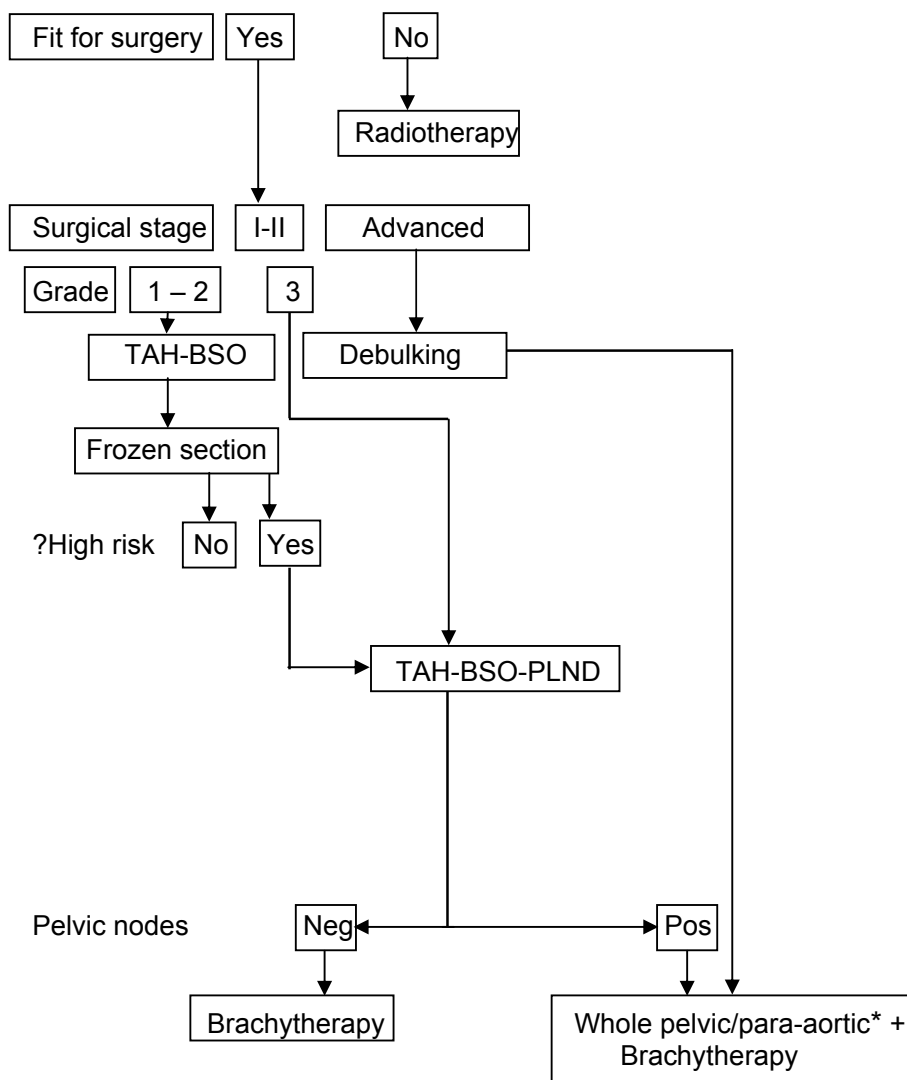 Fit for surgery Yes No
Radiotherapy
Surgical stage I-II Advanced
Grade 1 – 2 3
TAH-BSO Debulking
Frozen section
?High risk No Yes
TAH-BSO-PLND
Pelvic nodes Neg Pos
Brachytherapy
Whole pelvic/para-aortic* +
Brachytherapy